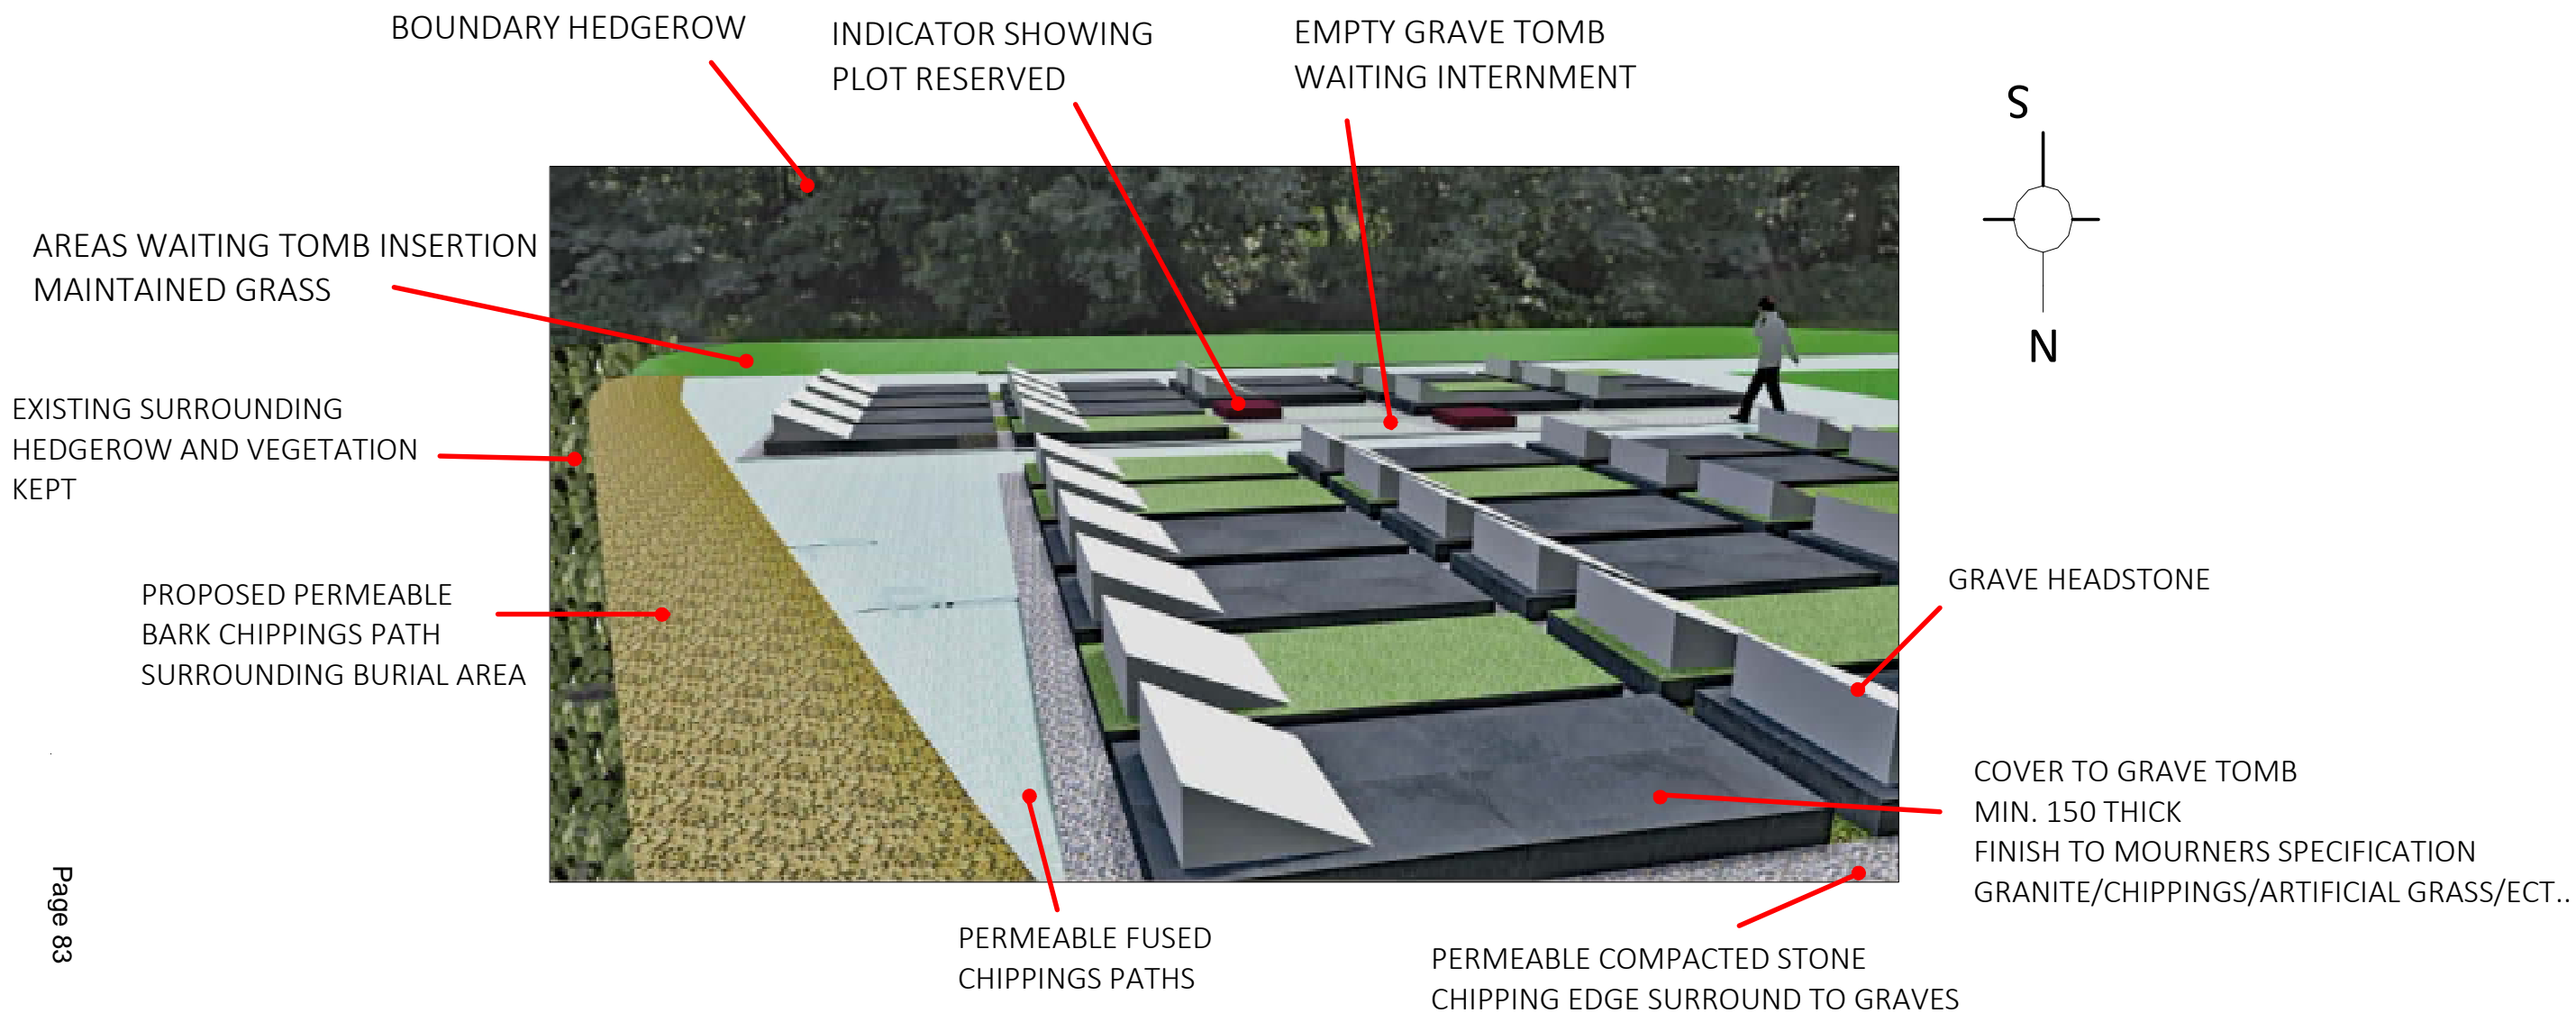 BOUNDARY HEDGEROW
INDICATOR SHOWING
PLOT RESERVED
EMPTY GRAVE TOMB
WAITING INTERNMENT
S
N
AREAS WAITING TOMB INSERTION
MAINTAINED GRASS
EXISTING SURROUNDING
HEDGEROW AND VEGETATION
KEPT
PROPOSED PERMEABLE
BARK CHIPPINGS PATH
SURROUNDING BURIAL AREA
GRAVE HEADSTONE
COVER TO GRAVE TOMB
MIN. 150 THICK
FINISH TO MOURNERS SPECIFICATION
GRANITE/CHIPPINGS/ARTIFICIAL GRASS/ECT..
PERMEABLE FUSED
CHIPPINGS PATHS
PERMEABLE COMPACTED STONE
CHIPPING EDGE SURROUND TO GRAVES
Page 83